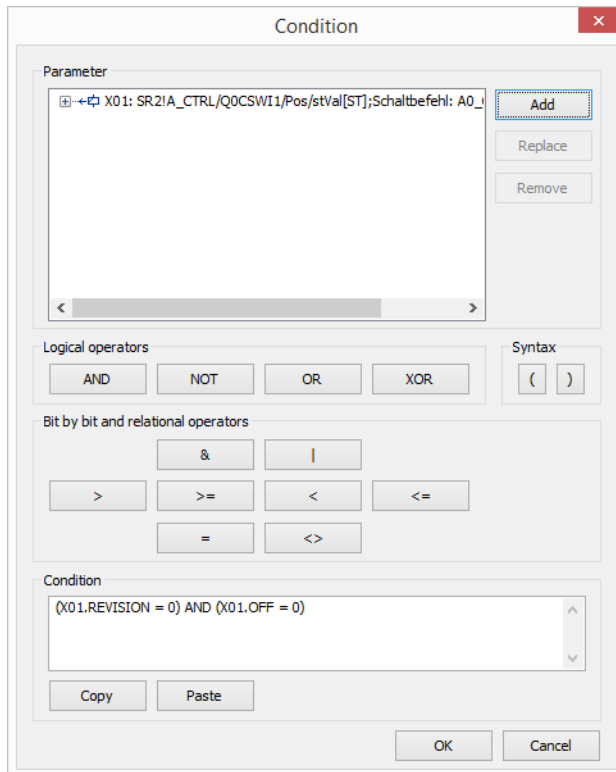 Condition
Parameter
X01: SR2!A_CTRL/Q0CSWI1/Pos/stVal[ST];Schaltbefehl: A0_
Add
Replace
Remove
Logical operators
Syntax
AND NOT OR XOR ( )
Bit by bit and relational operators
& |
> >= < <=
= <>
Condition
(X01.REVISION = 0) AND (X01.OFF = 0)
Copy Paste
OK Cancel